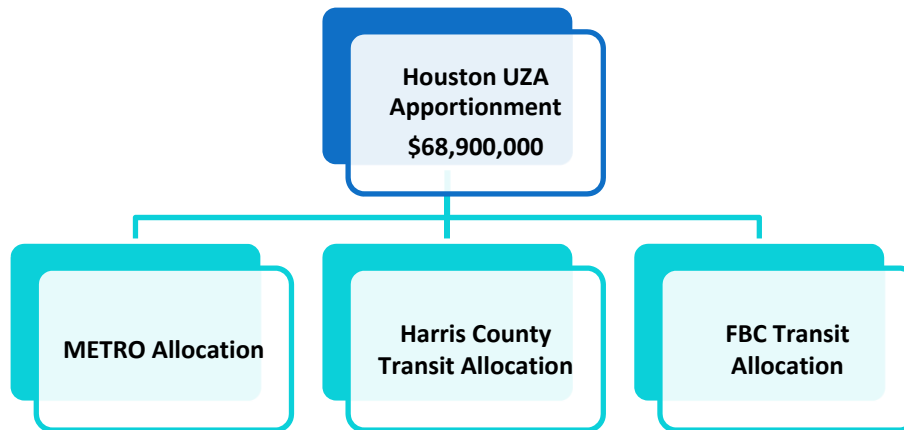 Houston UZA
Apportionment
$68,900,000
METRO Allocation
Harris County
Transit Allocation
FBC Transit
Allocation